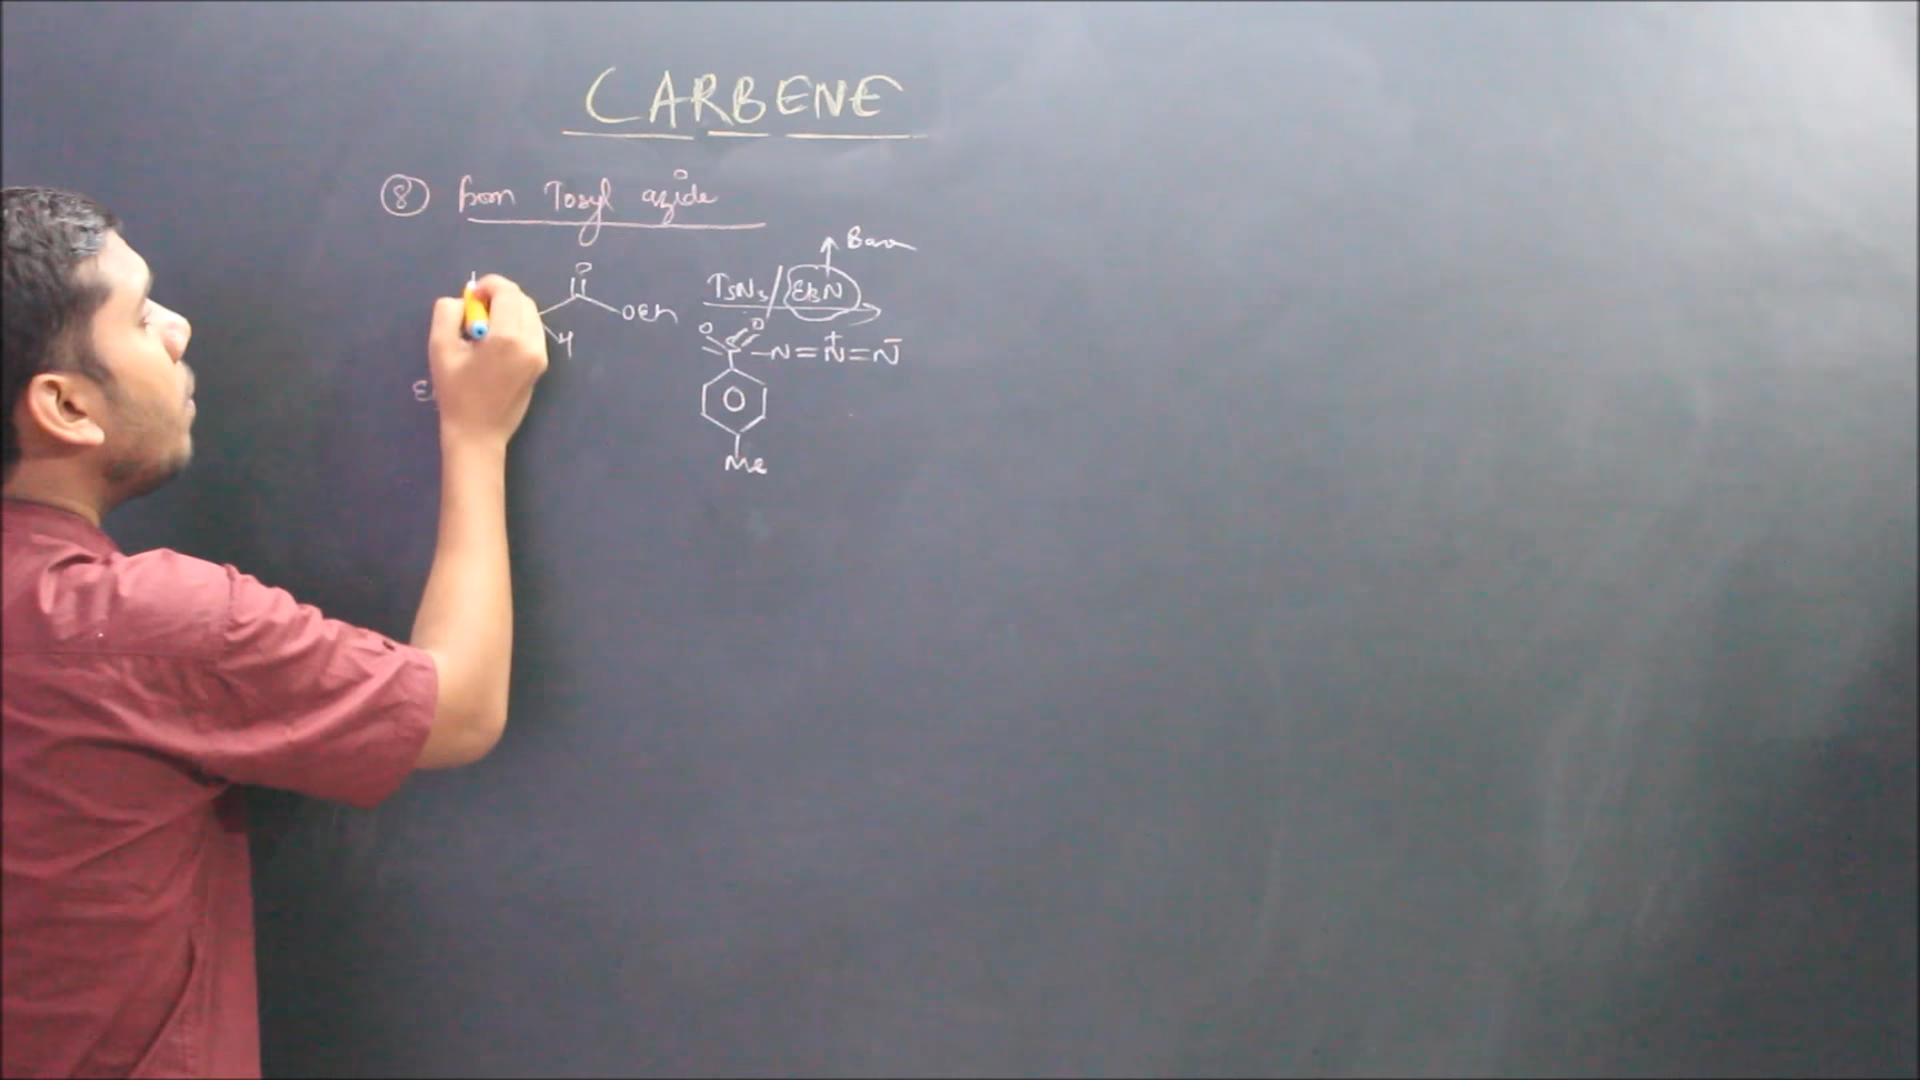 CARBENE
⑧ from Tosyl azide
Base
O
TsN₃/Et₃N
OEt
H
O O
S-N=N⁺=N⁻
Me